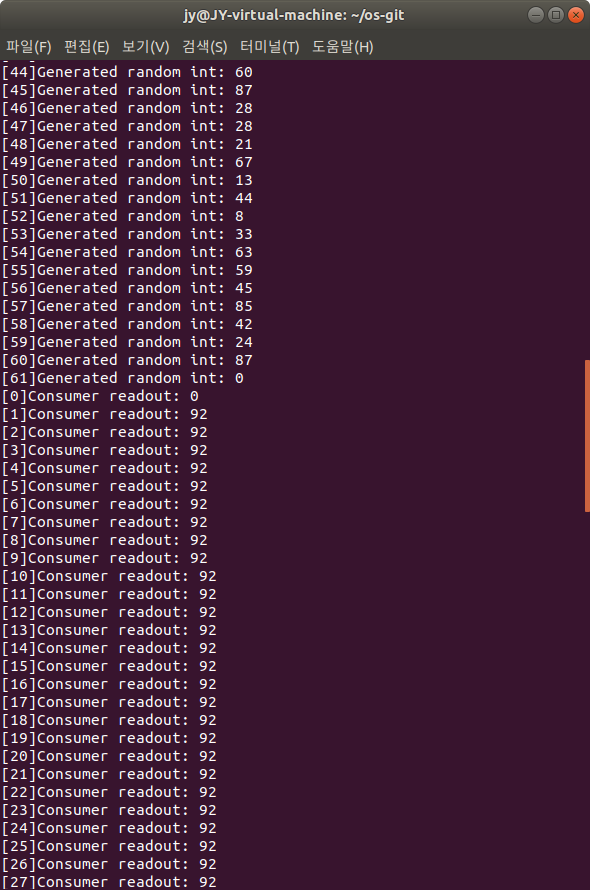 jy@JY-virtual-machine: ~/os-git
파일(F) 편집(E) 보기(V) 검색(S) 터미널(T) 도움말(H)
[44]Generated random int: 60
[45]Generated random int: 87
[46]Generated random int: 28
[47]Generated random int: 28
[48]Generated random int: 21
[49]Generated random int: 67
[50]Generated random int: 13
[51]Generated random int: 44
[52]Generated random int: 8
[53]Generated random int: 33
[54]Generated random int: 63
[55]Generated random int: 59
[56]Generated random int: 45
[57]Generated random int: 85
[58]Generated random int: 42
[59]Generated random int: 24
[60]Generated random int: 87
[61]Generated random int: 0
[0]Consumer readout: 0
[1]Consumer readout: 92
[2]Consumer readout: 92
[3]Consumer readout: 92
[4]Consumer readout: 92
[5]Consumer readout: 92
[6]Consumer readout: 92
[7]Consumer readout: 92
[8]Consumer readout: 92
[9]Consumer readout: 92
[10]Consumer readout: 92
[11]Consumer readout: 92
[12]Consumer readout: 92
[13]Consumer readout: 92
[14]Consumer readout: 92
[15]Consumer readout: 92
[16]Consumer readout: 92
[17]Consumer readout: 92
[18]Consumer readout: 92
[19]Consumer readout: 92
[20]Consumer readout: 92
[21]Consumer readout: 92
[22]Consumer readout: 92
[23]Consumer readout: 92
[24]Consumer readout: 92
[25]Consumer readout: 92
[26]Consumer readout: 92
[27]Consumer readout: 92